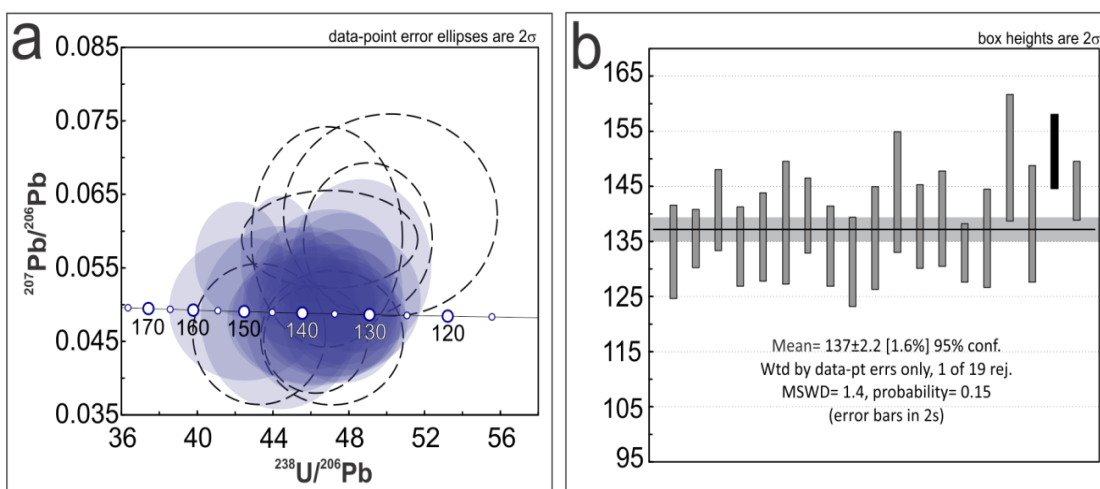 a
data-point error ellipses are 2σ
0.085
0.075
0.065
0.055
0.045
0.035
207Pb/206Pb
170 160 150 140 130 120
36 40 44 48 52 56
238U/206Pb
b
box heights are 2σ
165
155
145
135
125
115
105
95
Mean= 137±2.2 [1.6%] 95% conf.
Wtd by data-pt errs only, 1 of 19 rej.
MSWD= 1.4, probability= 0.15
(error bars in 2s)